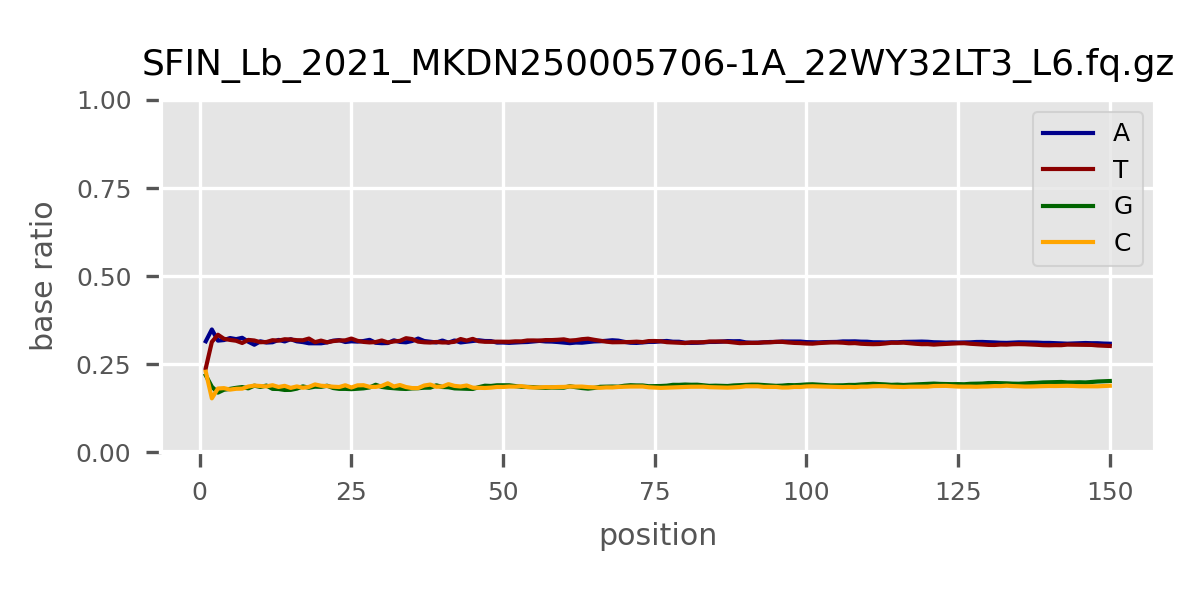 SFIN_Lb_2021_MKDN250005706-1A_22WY32LT3_L6.fq.gz
1.00
0.75
0.50
0.25
0.00
base ratio
A
T
G
C
0 25 50 75 100 125 150
position